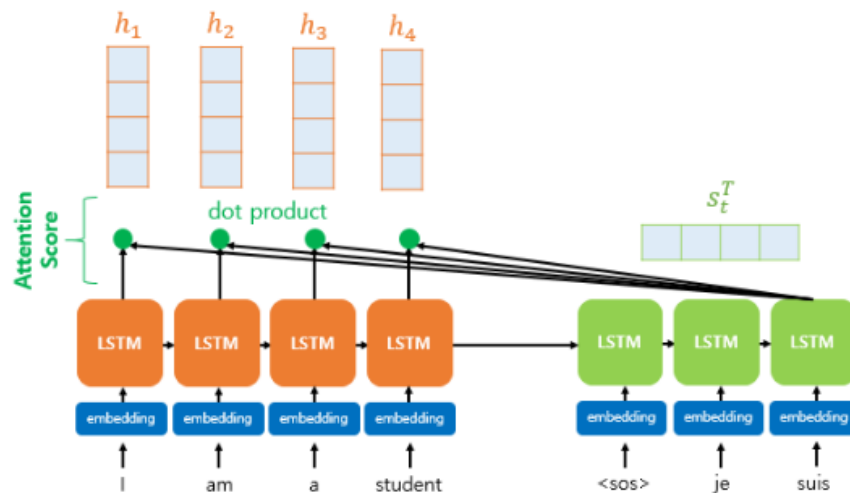 h₁ h₂ h₃ h₄
sₜᵀ
dot product
Attention
Score
LSTM LSTM LSTM LSTM LSTM LSTM LSTM
embedding embedding embedding embedding embedding embedding embedding
I am a student <sos> je suis